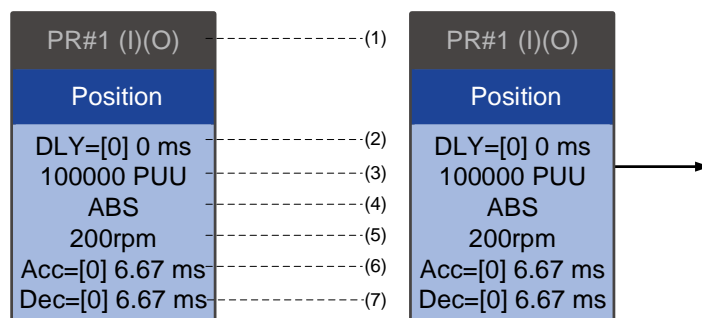 PR#1 (I)(O)
(1)
PR#1 (I)(O)
Position
Position
DLY=[0] 0 ms
(2)
DLY=[0] 0 ms
100000 PUU
(3)
100000 PUU
ABS
(4)
ABS
200rpm
(5)
200rpm
Acc=[0] 6.67 ms
(6)
Acc=[0] 6.67 ms
Dec=[0] 6.67 ms
(7)
Dec=[0] 6.67 ms